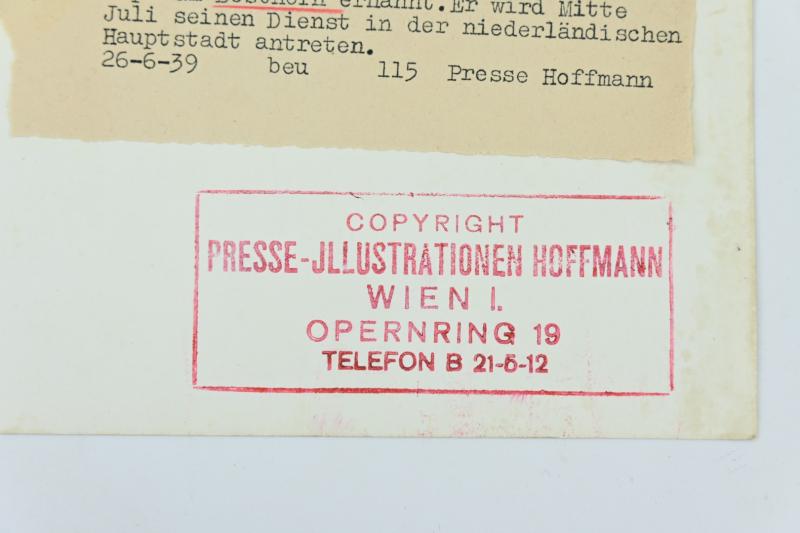 ernannt.Er wird Mitte
Juli seinen Dienst in der niederländischen
Hauptstadt antreten.
26-6-39 beu 115 Presse Hoffmann
COPYRIGHT
PRESSE-JLLUSTRATIONEN HOFFMANN
WIEN I.
OPERNRING 19
TELEFON B 21-5-12